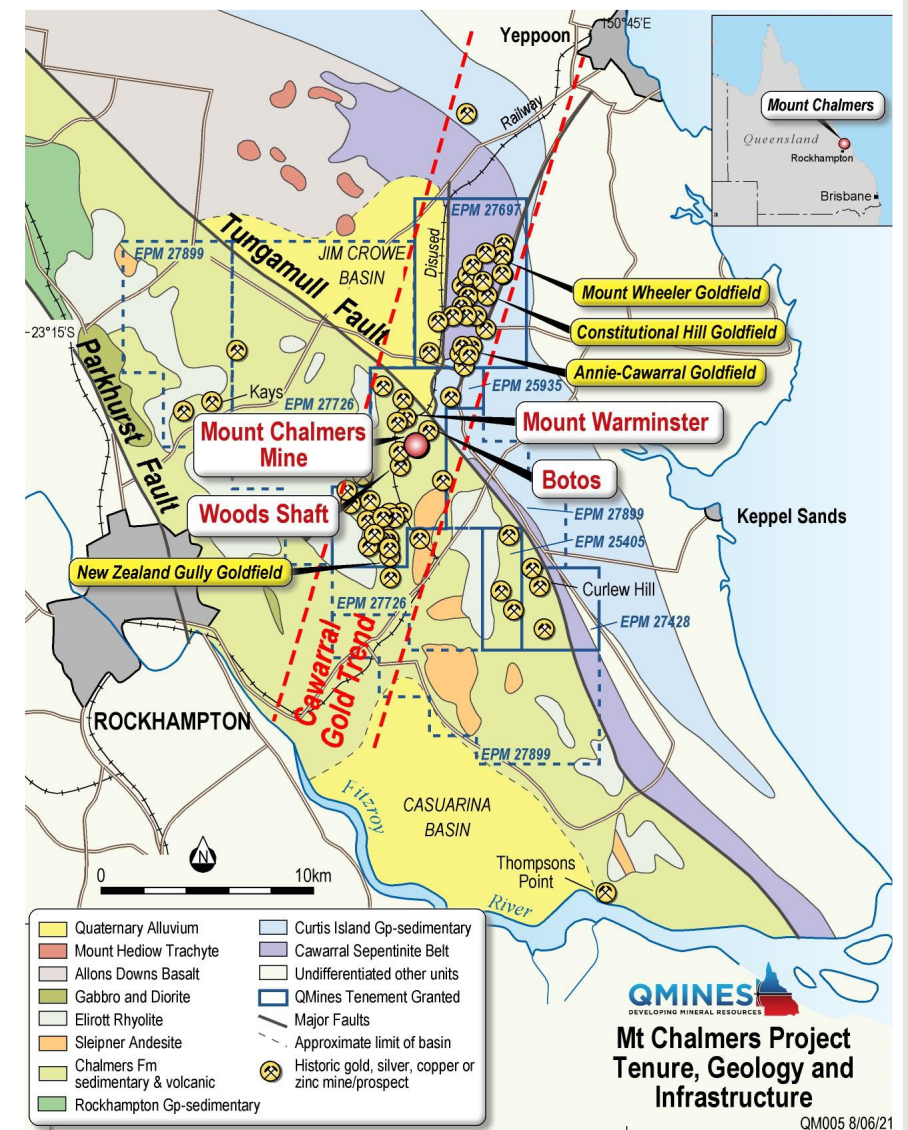 Yeppoon
150°45'E
Railway
Mount Chalmers
Queensland
Rockhampton
Brisbane
EPM 27697
EPM 27899
Tungamull Fault
JIM CROWE
BASIN
Disused
Mount Wheeler Goldfield
Constitutional Hill Goldfield
Annie-Cawarral Goldfield
23°15'S
Parkhurst Fault
Kays
EPM 27726
EPM 25935
Mount Chalmers
Mine
Mount Warminster
Botos
Woods Shaft
EPM 27899
Keppel Sands
EPM 25405
New Zealand Gully Goldfield
Curlew Hill
EPM 27726
EPM 27428
Cawarral
Gold Trend
ROCKHAMPTON
EPM 27899
Fitzroy
CASUARINA
BASIN
Thompsons
Point
River
N
0 10km
Quaternary Alluvium
Mount Hediow Trachyte
Allons Downs Basalt
Gabbro and Diorite
Elirott Rhyolite
Sleipner Andesite
Chalmers Fm
sedimentary & volcanic
Rockhampton Gp-sedimentary
Curtis Island Gp-sedimentary
Cawarral Sepentinite Belt
Undifferentiated other units
QMines Tenement Granted
Major Faults
Approximate limit of basin
Historic gold, silver, copper or
zinc mine/prospect
QMINES
DEVELOPING MINERAL RESOURCES
Mt Chalmers Project
Tenure, Geology and
Infrastructure
QM005 8/06/21